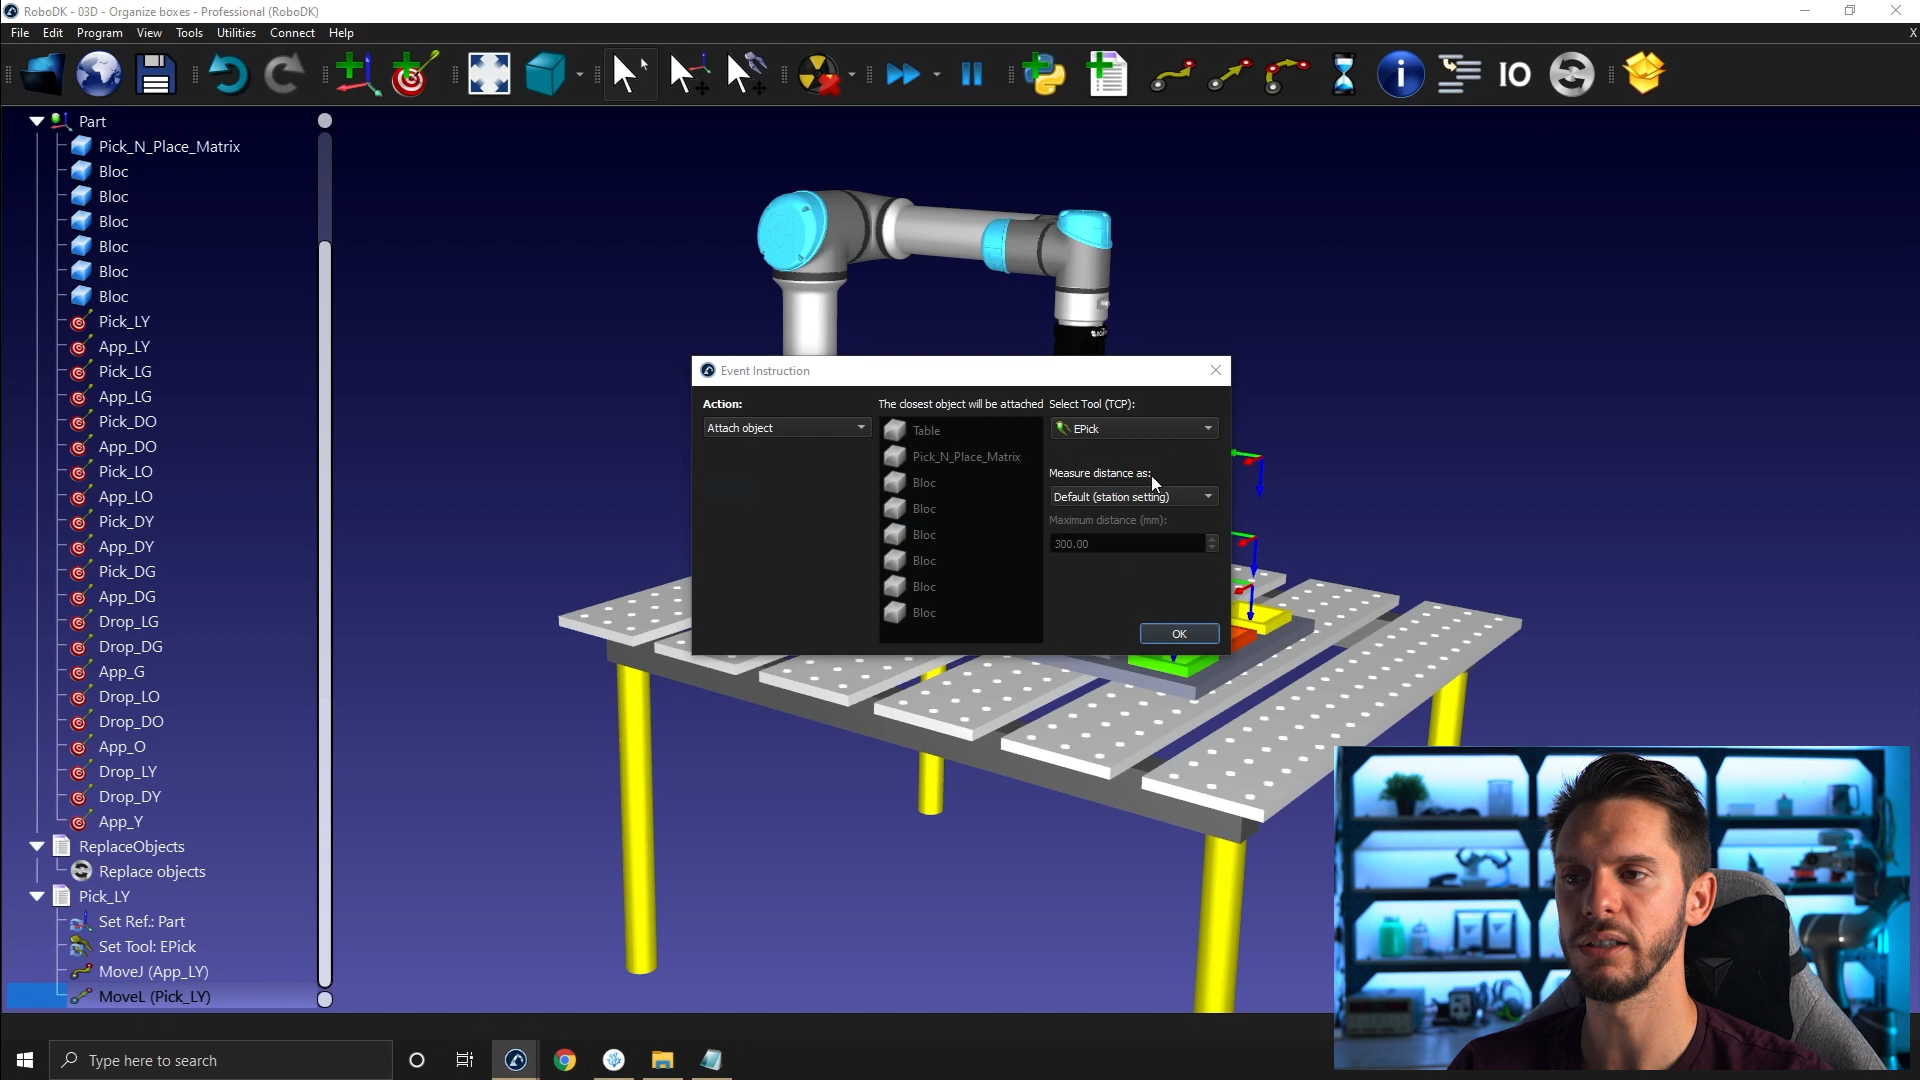 RoboDK - 03D - Organize boxes - Professional (RoboDK)
File Edit Program View Tools Utilities Connect Help X
IO
Part
Pick_N_Place_Matrix
Bloc
Bloc
Bloc
Bloc
Bloc
Bloc
Pick_LY
App_LY
Pick_LG
App_LG
Pick_DO
App_DO
Pick_LO
App_LO
Pick_DY
App_DY
Pick_DG
App_DG
Drop_LG
Drop_DG
App_G
Drop_LO
Drop_DO
App_O
Drop_LY
Drop_DY
App_Y
ReplaceObjects
Replace objects
Pick_LY
Set Ref.: Part
Set Tool: EPick
MoveJ (App_LY)
MoveL (Pick_LY)
Event Instruction
Action:
Attach object
The closest object will be attached
Table
Pick_N_Place_Matrix
Bloc
Bloc
Bloc
Bloc
Bloc
Bloc
Select Tool (TCP):
EPick
Measure distance as:
Default (station setting)
Maximum distance (mm):
300.00
OK
Type here to search